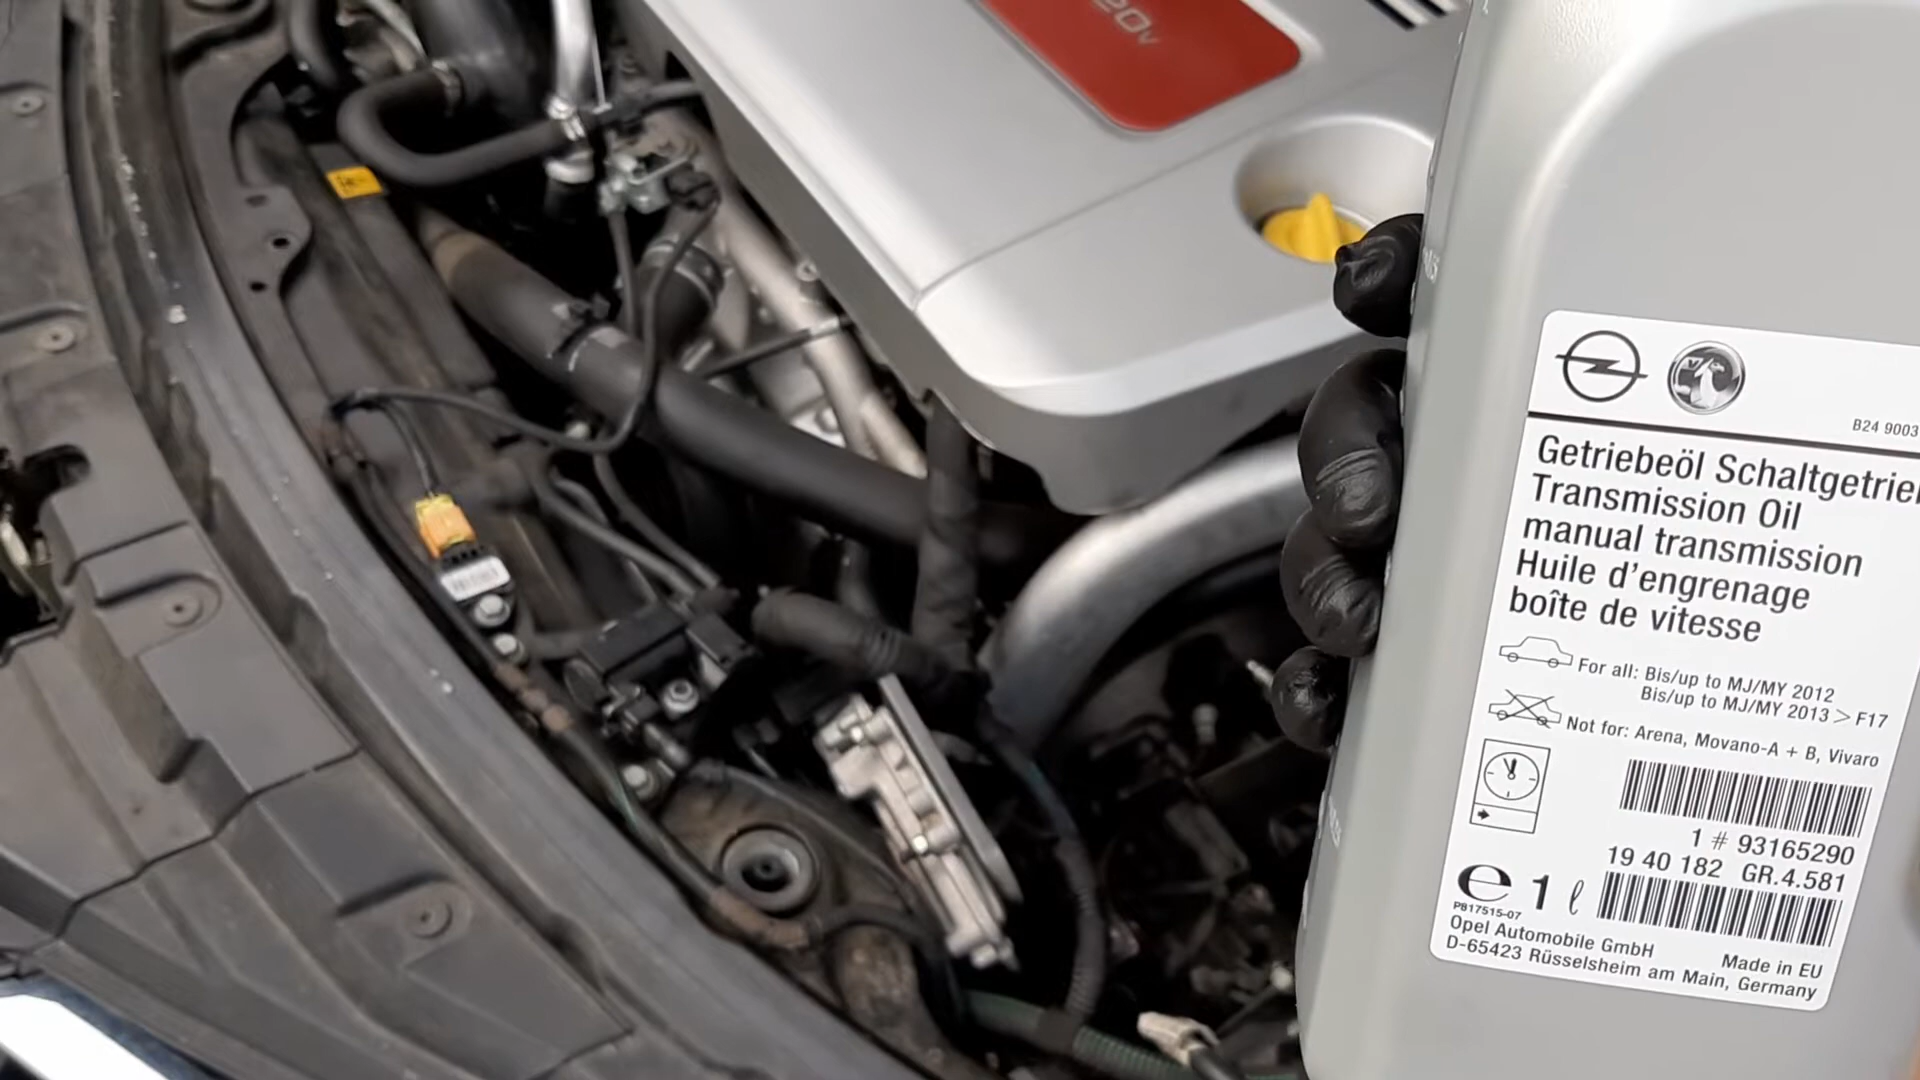 20v
B24 9003
Getriebeöl Schaltgetrie
Transmission Oil
manual transmission
Huile d'engrenage
boîte de vitesse
For all: Bis/up to MJ/MY 2012
Bis/up to MJ/MY 2013 > F17
Not for: Arena, Movano-A + B, Vivaro
1 # 93165290
19 40 182 GR.4.581
e 1 ℓ
P817515-07
Opel Automobile GmbH
Made in EU
D-65423 Rüsselsheim am Main, Germany